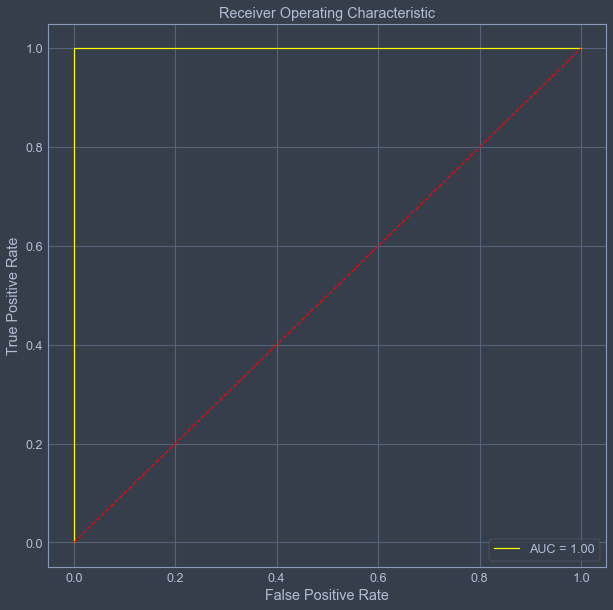 Receiver Operating Characteristic
True Positive Rate
1.0
0.8
0.6
0.4
0.2
0.0
0.0 0.2 0.4 0.6 0.8 1.0
False Positive Rate
AUC = 1.00